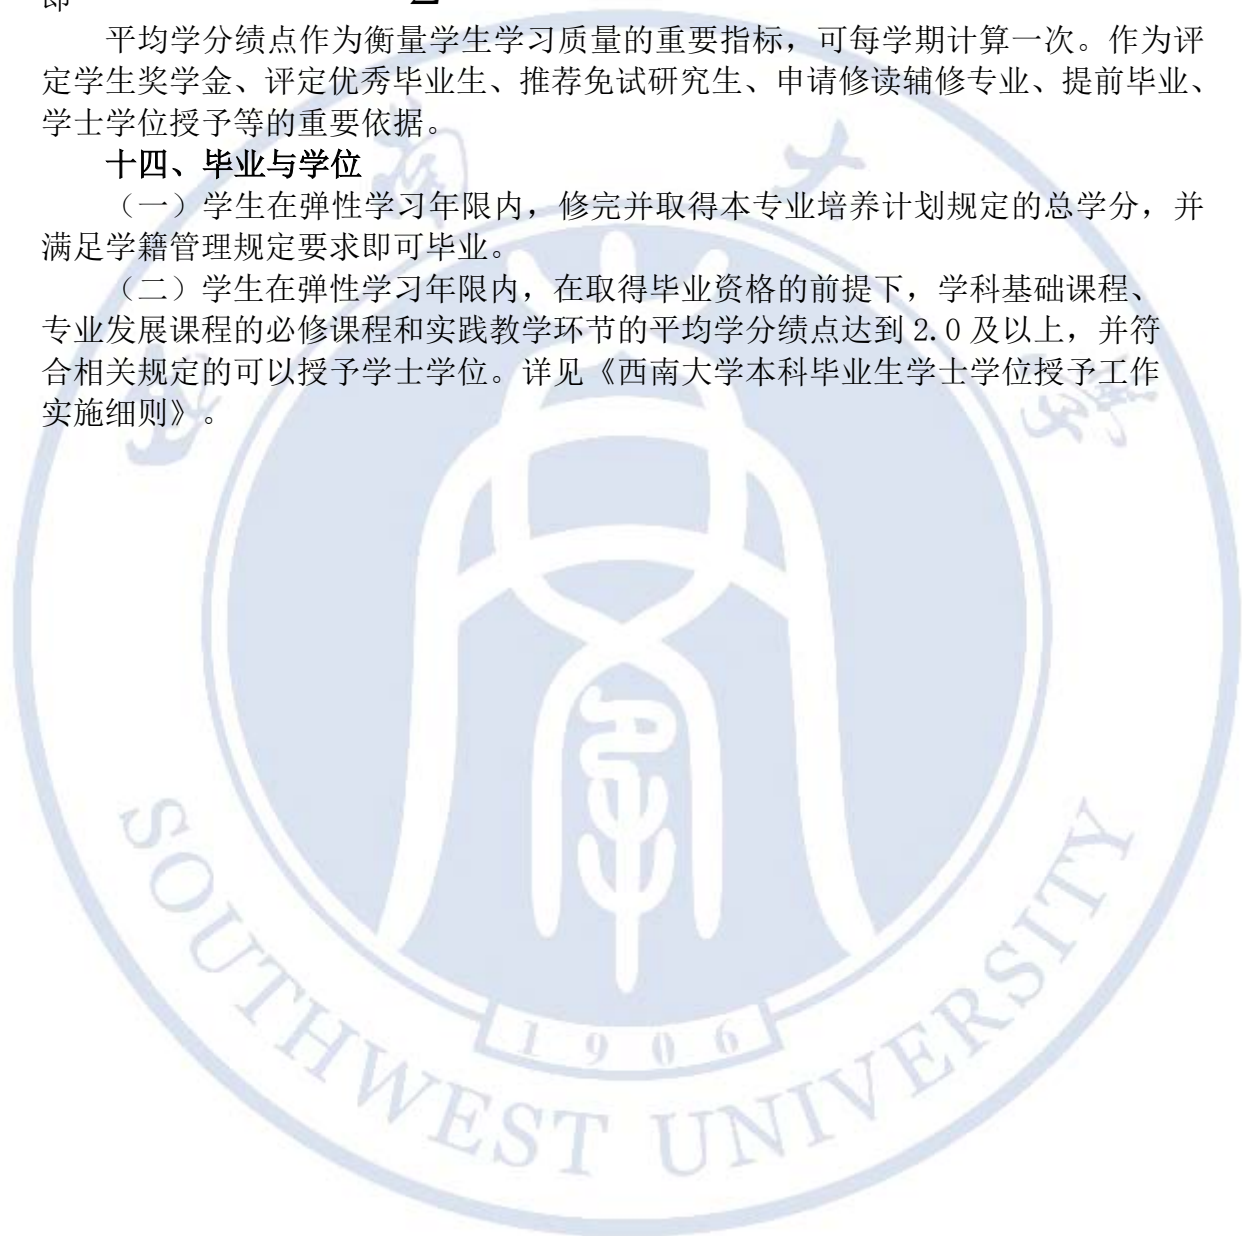 平均学分绩点作为衡量学生学习质量的重要指标，可每学期计算一次。作为评
定学生奖学金、评定优秀毕业生、推荐免试研究生、申请修读辅修专业、提前毕业、
学士学位授予等的重要依据。
十四、毕业与学位
（一）学生在弹性学习年限内，修完并取得本专业培养计划规定的总学分，并
满足学籍管理规定要求即可毕业。
（二）学生在弹性学习年限内，在取得毕业资格的前提下，学科基础课程、
专业发展课程的必修课程和实践教学环节的平均学分绩点达到 2.0 及以上，并符
合相关规定的可以授予学士学位。详见《西南大学本科毕业生学士学位授予工作
实施细则》。
1906
SOUTHWEST UNIVERSITY